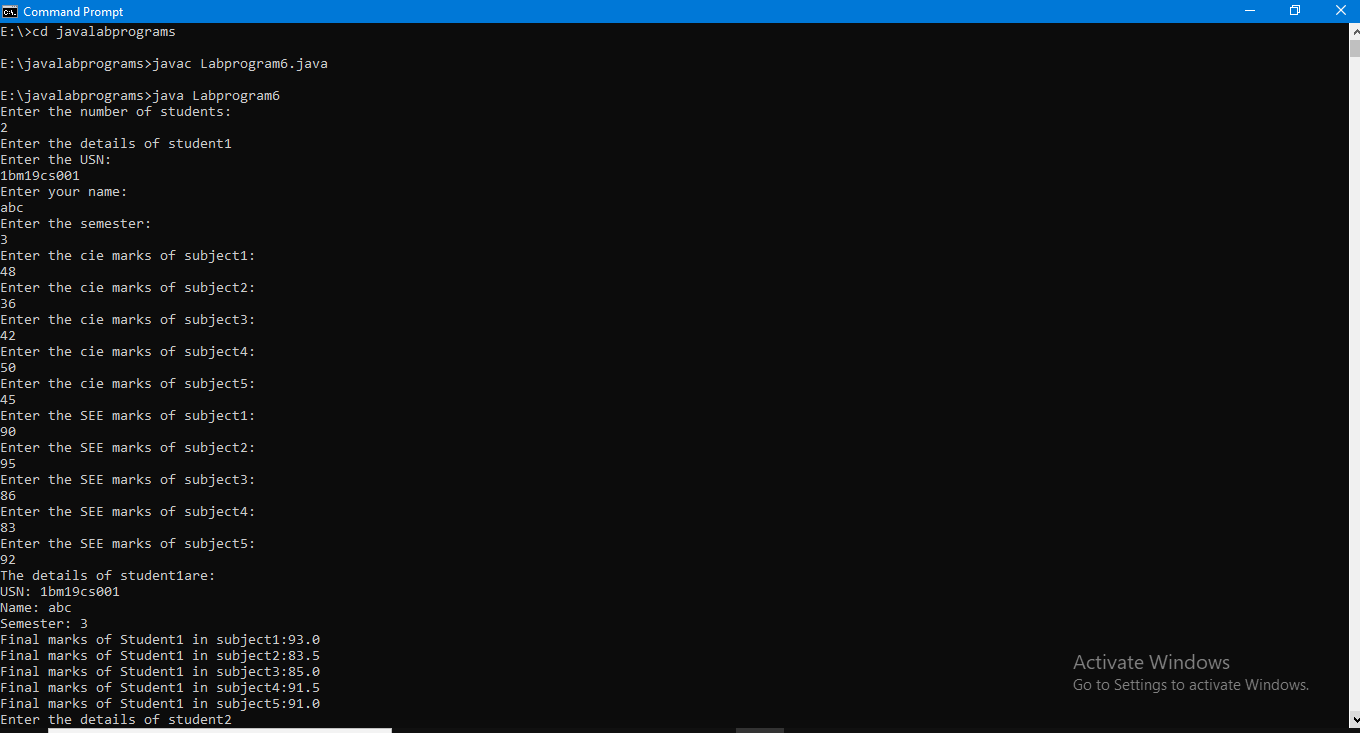 Command Prompt
E:\>cd javalabprograms
E:\javalabprograms>javac Labprogram6.java
E:\javalabprograms>java Labprogram6
Enter the number of students:
2
Enter the details of student1
Enter the USN:
1bm19cs001
Enter your name:
abc
Enter the semester:
3
Enter the cie marks of subject1:
48
Enter the cie marks of subject2:
36
Enter the cie marks of subject3:
42
Enter the cie marks of subject4:
50
Enter the cie marks of subject5:
45
Enter the SEE marks of subject1:
90
Enter the SEE marks of subject2:
95
Enter the SEE marks of subject3:
86
Enter the SEE marks of subject4:
83
Enter the SEE marks of subject5:
92
The details of student1are:
USN: 1bm19cs001
Name: abc
Semester: 3
Final marks of Student1 in subject1:93.0
Final marks of Student1 in subject2:83.5
Final marks of Student1 in subject3:85.0
Final marks of Student1 in subject4:91.5
Final marks of Student1 in subject5:91.0
Enter the details of student2
Activate Windows
Go to Settings to activate Windows.